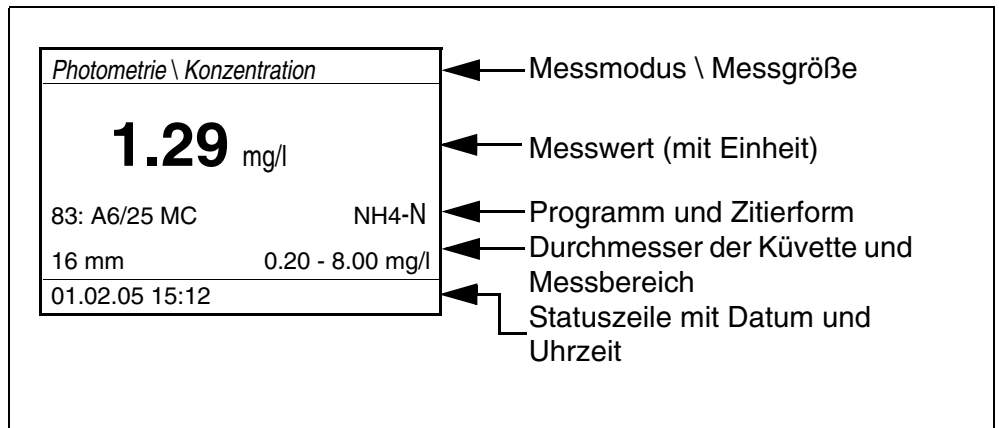 Photometrie \ Konzentration
Messmodus \ Messgröße
1.29 mg/l
Messwert (mit Einheit)
83: A6/25 MC NH4-N
Programm und Zitierform
16 mm 0.20 - 8.00 mg/l
Durchmesser der Küvette und
Messbereich
01.02.05 15:12
Statuszeile mit Datum und
Uhrzeit